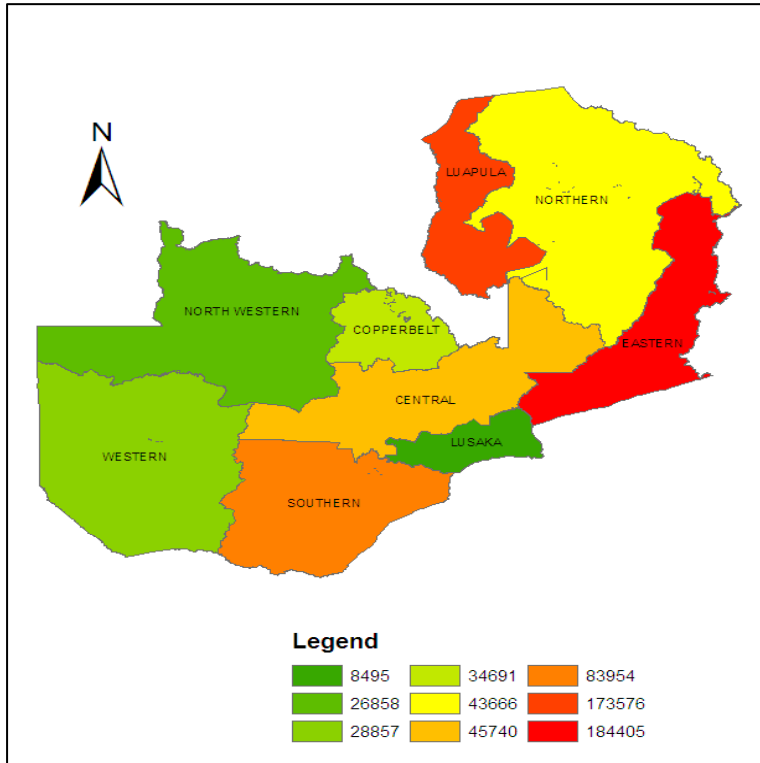 N
LUAPULA
NORTHERN
NORTH WESTERN
COPPERBELT
EASTERN
CENTRAL
LUSAKA
WESTERN
SOUTHERN
Legend
8495 34691 83954
26858 43666 173576
28857 45740 184405